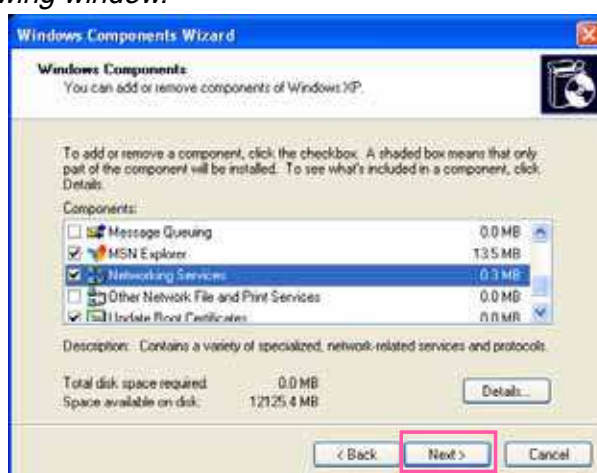 wing window.
Windows Components Wizard
Windows Components
You can add or remove components of Windows XP.
To add or remove a component, click the checkbox. A shaded box means that only
part of the component will be installed. To see what's included in a component, click
Details.
Components:
Message Queuing 0.0 MB
MSN Explorer 13.5 MB
Networking Services 0.3 MB
Other Network File and Print Services 0.0 MB
Update Root Certificates 0.0 MB
Description: Contains a variety of specialized, network-related services and protocols.
Total disk space required: 0.0 MB
Space available on disk: 12125.4 MB
Details...
< Back Next > Cancel